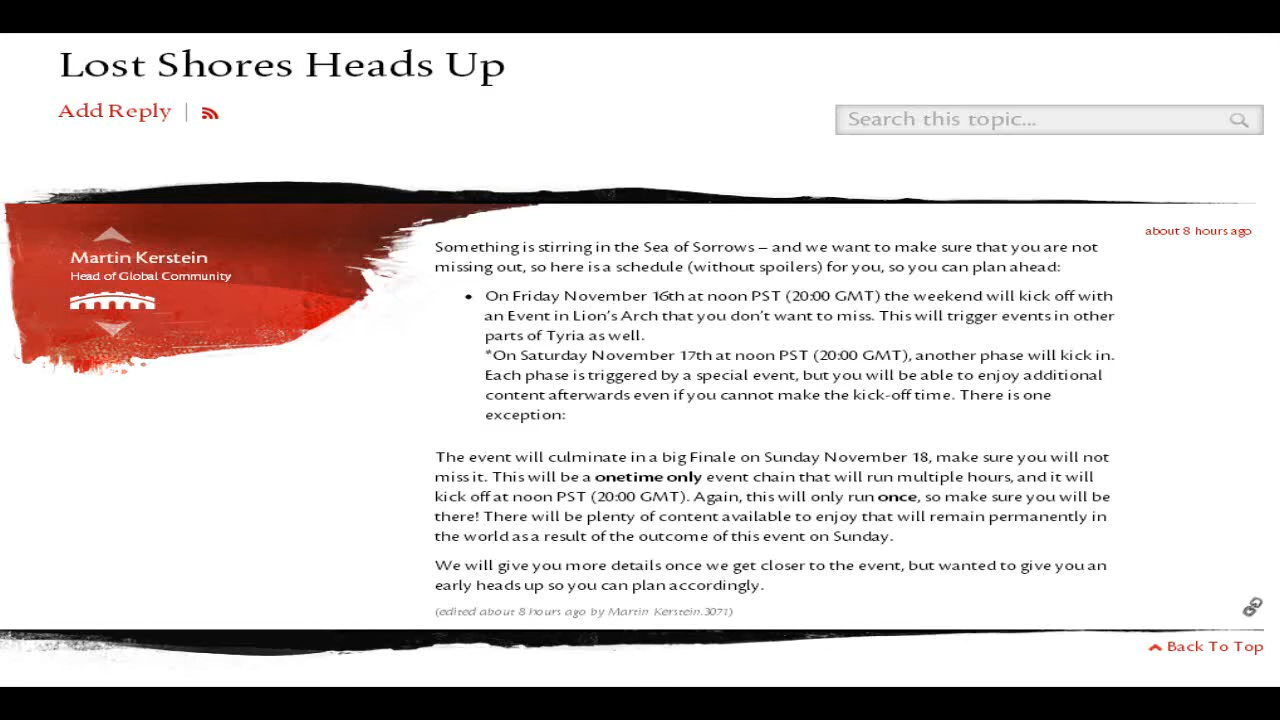 Lost Shores Heads Up
Add Reply
Search this topic...
about 8 hours ago
Martin Kerstein
Head of Global Community
Something is stirring in the Sea of Sorrows – and we want to make sure that you are not
missing out, so here is a schedule (without spoilers) for you, so you can plan ahead:
• On Friday November 16th at noon PST (20:00 GMT) the weekend will kick off with
an Event in Lion's Arch that you don't want to miss. This will trigger events in other
parts of Tyria as well.
*On Saturday November 17th at noon PST (20:00 GMT), another phase will kick in.
Each phase is triggered by a special event, but you will be able to enjoy additional
content afterwards even if you cannot make the kick-off time. There is one
exception:
The event will culminate in a big Finale on Sunday November 18, make sure you will not
miss it. This will be a onetime only event chain that will run multiple hours, and it will
kick off at noon PST (20:00 GMT). Again, this will only run once, so make sure you will be
there! There will be plenty of content available to enjoy that will remain permanently in
the world as a result of the outcome of this event on Sunday.
We will give you more details once we get closer to the event, but wanted to give you an
early heads up so you can plan accordingly.
(edited about 8 hours ago by Martin Kerstein.3071)
Back To Top